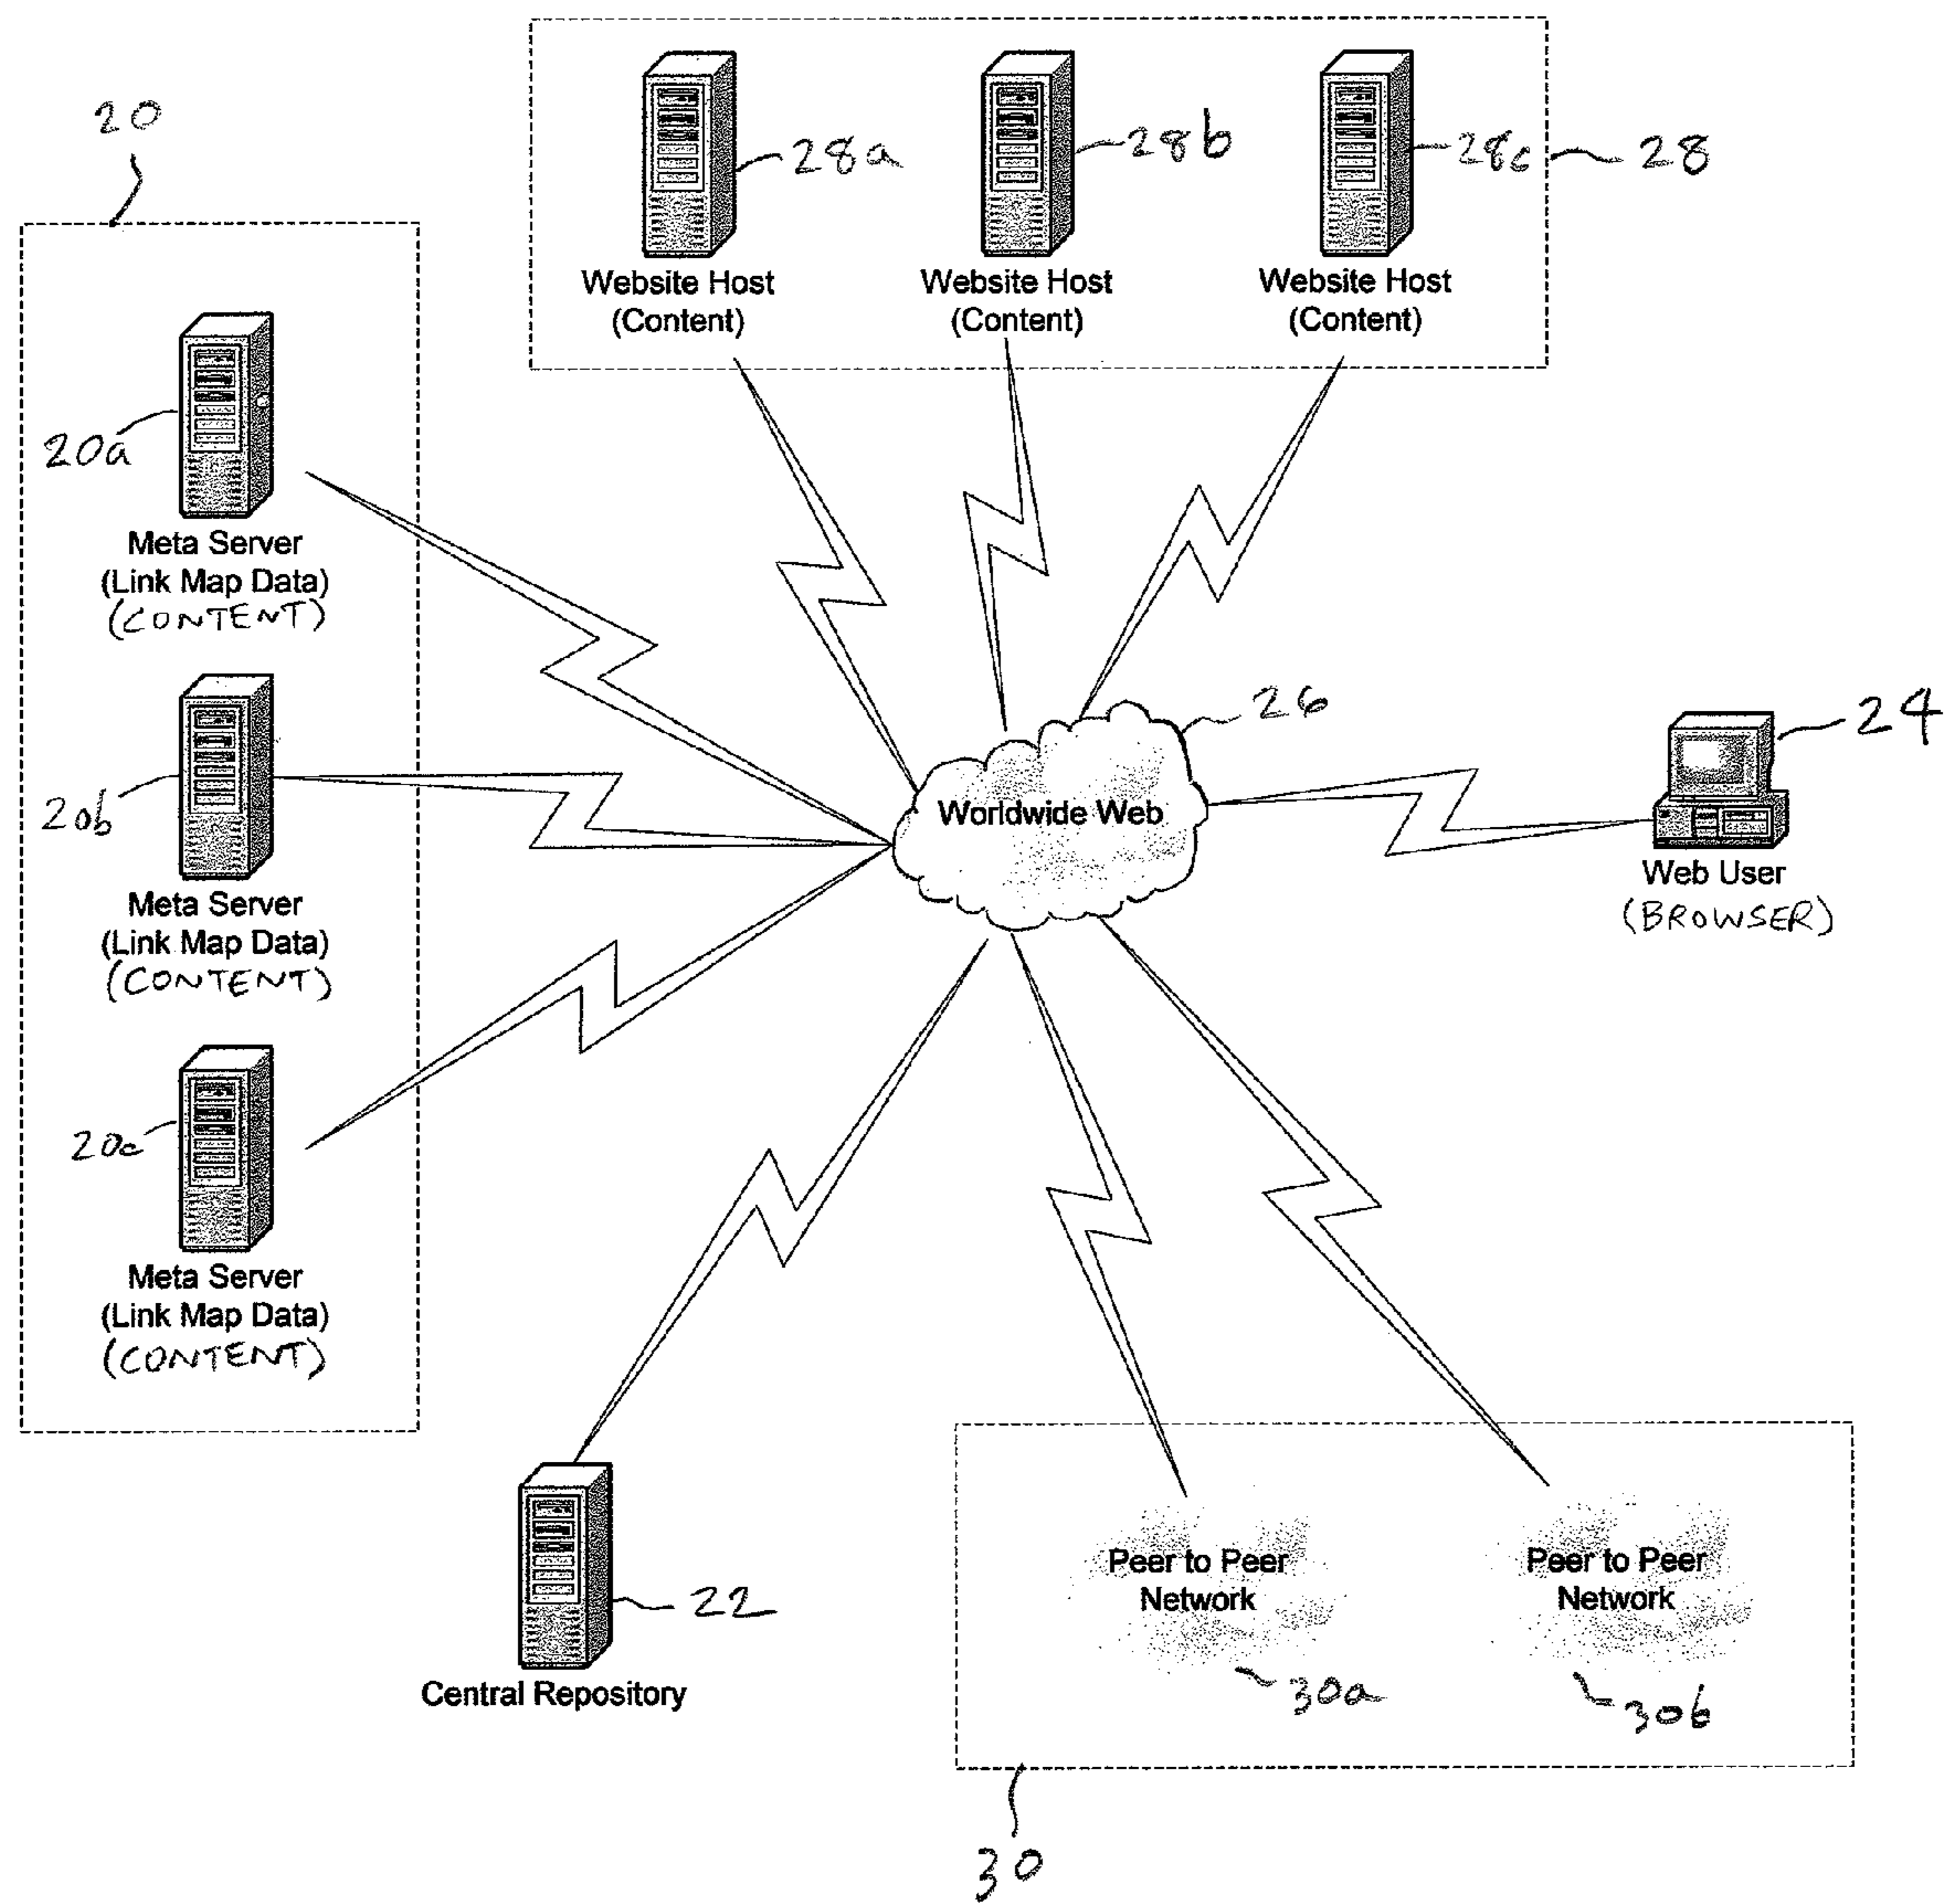 20
28a
28b
28c
28
Website Host
(Content)
Website Host
(Content)
Website Host
(Content)
20a
Meta Server
(Link Map Data)
(CONTENT)
20b
Meta Server
(Link Map Data)
(CONTENT)
20c
Meta Server
(Link Map Data)
(CONTENT)
26
Worldwide Web
24
Web User
(BROWSER)
22
Central Repository
Peer to Peer
Network
30a
Peer to Peer
Network
30b
30